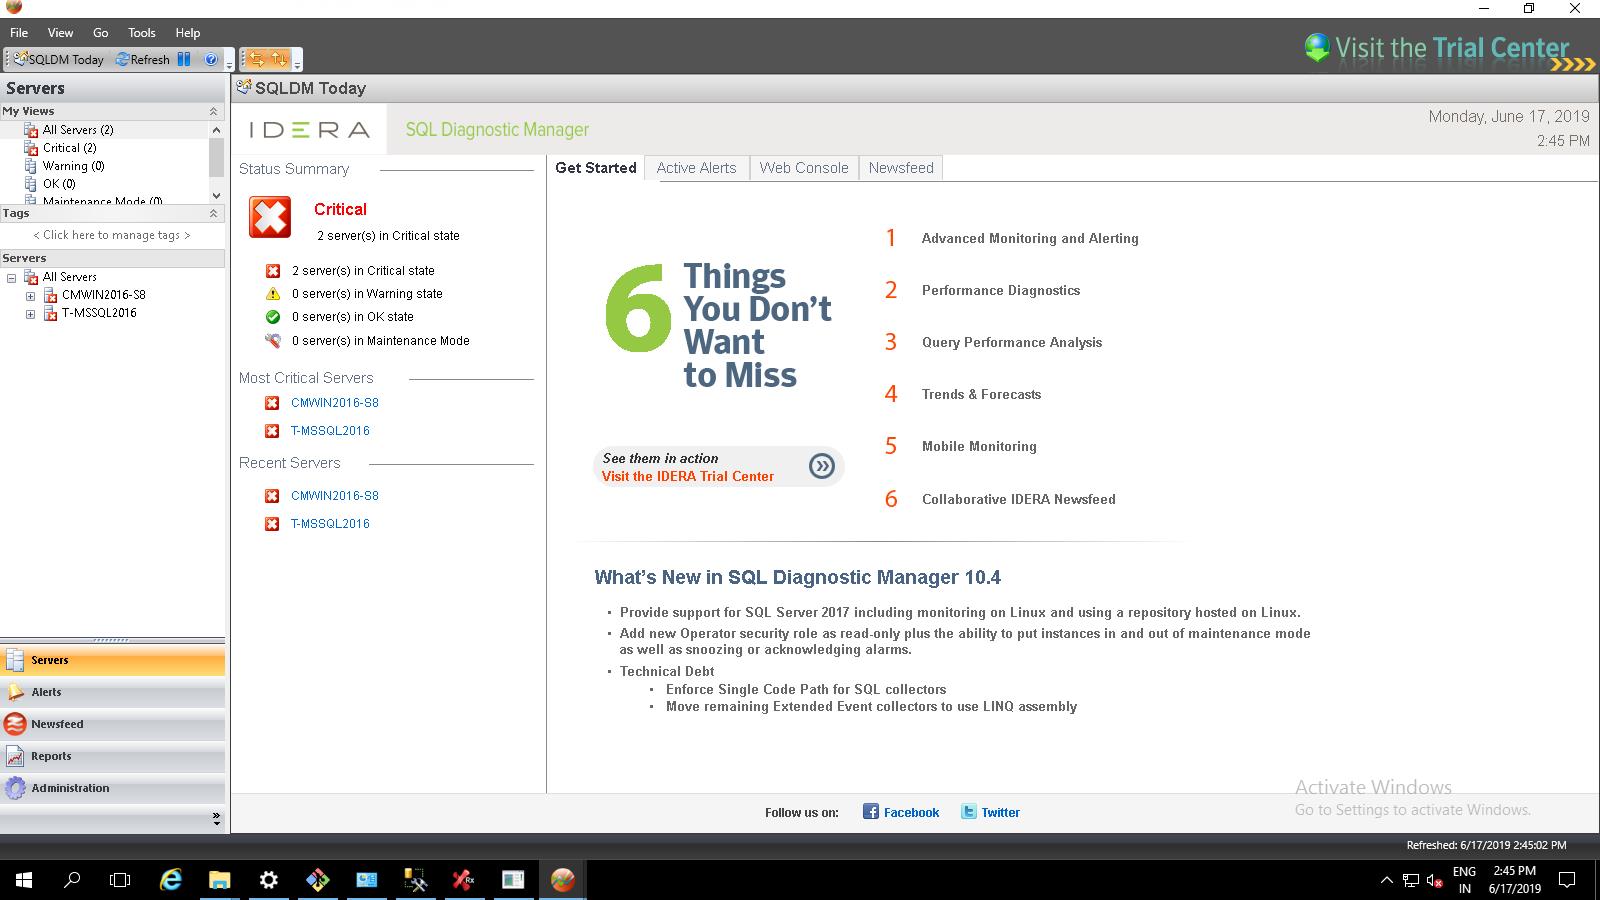 File View Go Tools Help
Visit the Trial Center
SQLDM Today Refresh
Servers
My Views
All Servers (2)
Critical (2)
Warning (0)
OK (0)
Maintenance Mode (0)
Tags
< Click here to manage tags >
Servers
All Servers
CMWIN2016-S8
T-MSSQL2016
Servers
Alerts
Newsfeed
Reports
Administration
SQLDM Today
IDERA SQL Diagnostic Manager
Monday, June 17, 2019
2:45 PM
Status Summary
Critical
2 server(s) in Critical state
2 server(s) in Critical state
0 server(s) in Warning state
0 server(s) in OK state
0 server(s) in Maintenance Mode
Most Critical Servers
CMWIN2016-S8
T-MSSQL2016
Recent Servers
CMWIN2016-S8
T-MSSQL2016
Get Started Active Alerts Web Console Newsfeed
6 Things
You Don't
Want
to Miss
See them in action
Visit the IDERA Trial Center
1 Advanced Monitoring and Alerting
2 Performance Diagnostics
3 Query Performance Analysis
4 Trends & Forecasts
5 Mobile Monitoring
6 Collaborative IDERA Newsfeed
What's New in SQL Diagnostic Manager 10.4
• Provide support for SQL Server 2017 including monitoring on Linux and using a repository hosted on Linux.
• Add new Operator security role as read-only plus the ability to put instances in and out of maintenance mode
as well as snoozing or acknowledging alarms.
• Technical Debt
• Enforce Single Code Path for SQL collectors
• Move remaining Extended Event collectors to use LINQ assembly
Activate Windows
Go to Settings to activate Windows.
Follow us on: Facebook Twitter
Refreshed: 6/17/2019 2:45:02 PM
ENG
IN
2:45 PM
6/17/2019